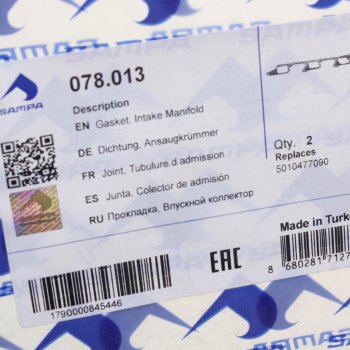 SAMPA
078.013
Description
EN Gasket, Intake Manifold
DE Dichtung, Ansaugkrümmer
FR Joint, Tubulure d admission
ES Junta, Colector de admisión
RU Прокладка, Впускной коллектор
Qty. 2
Replaces
5010477090
EAC
Made in Turke
1790000845446
8 680281 7127